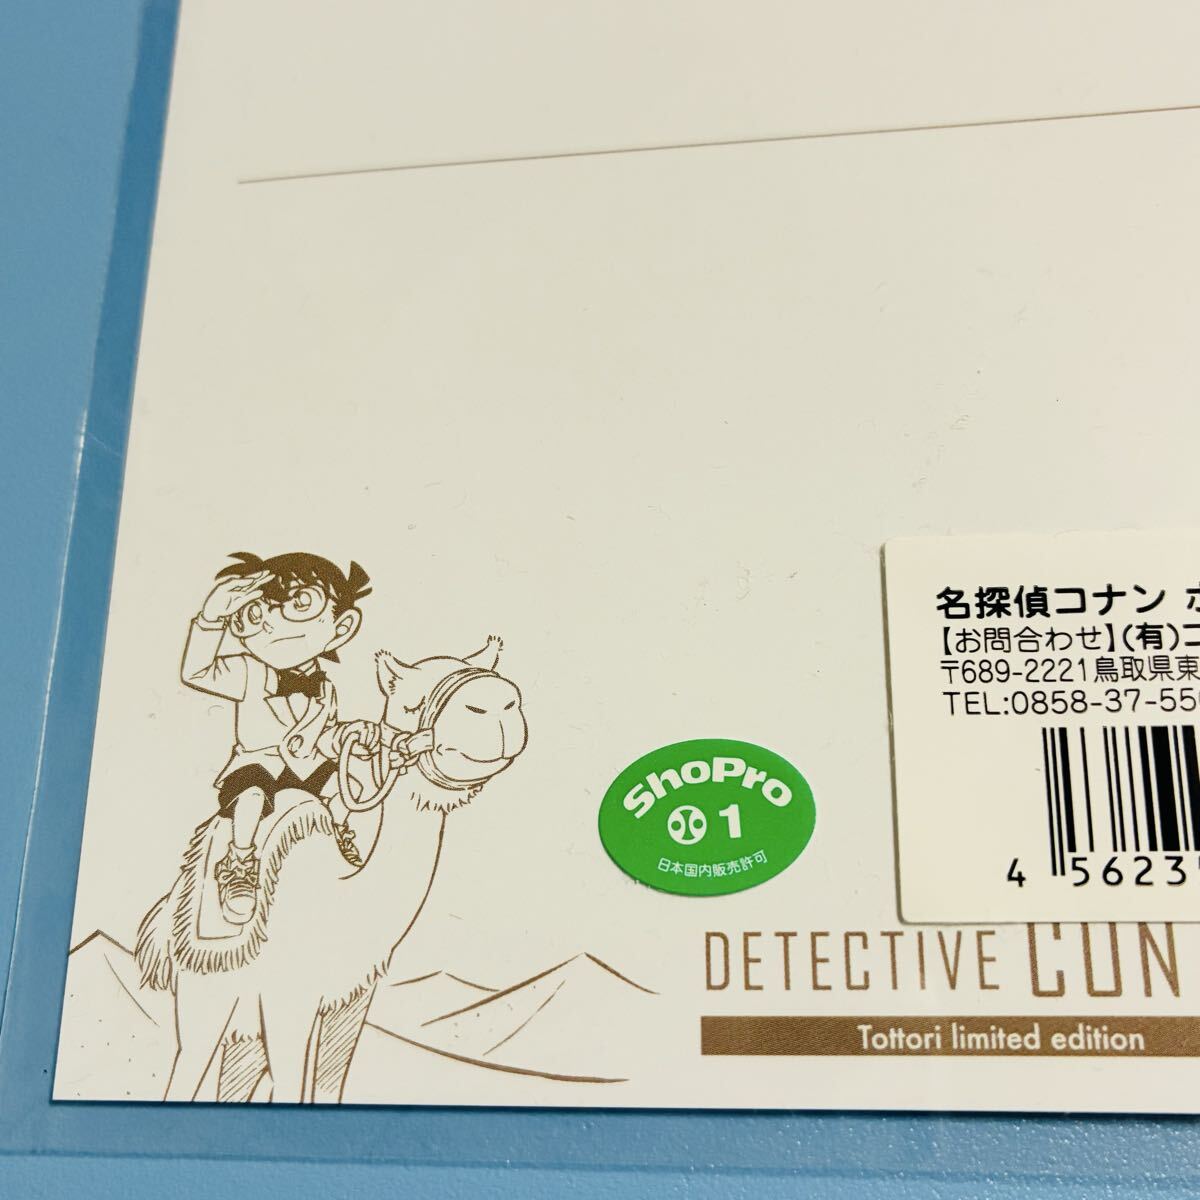 名探偵コナン ポ
【お問合わせ】(有)コ
〒689-2221鳥取県東
TEL:0858-37-55
4 56235
ShoPro
1
日本国内販売許可
DETECTIVE CON
Tottori limited edition